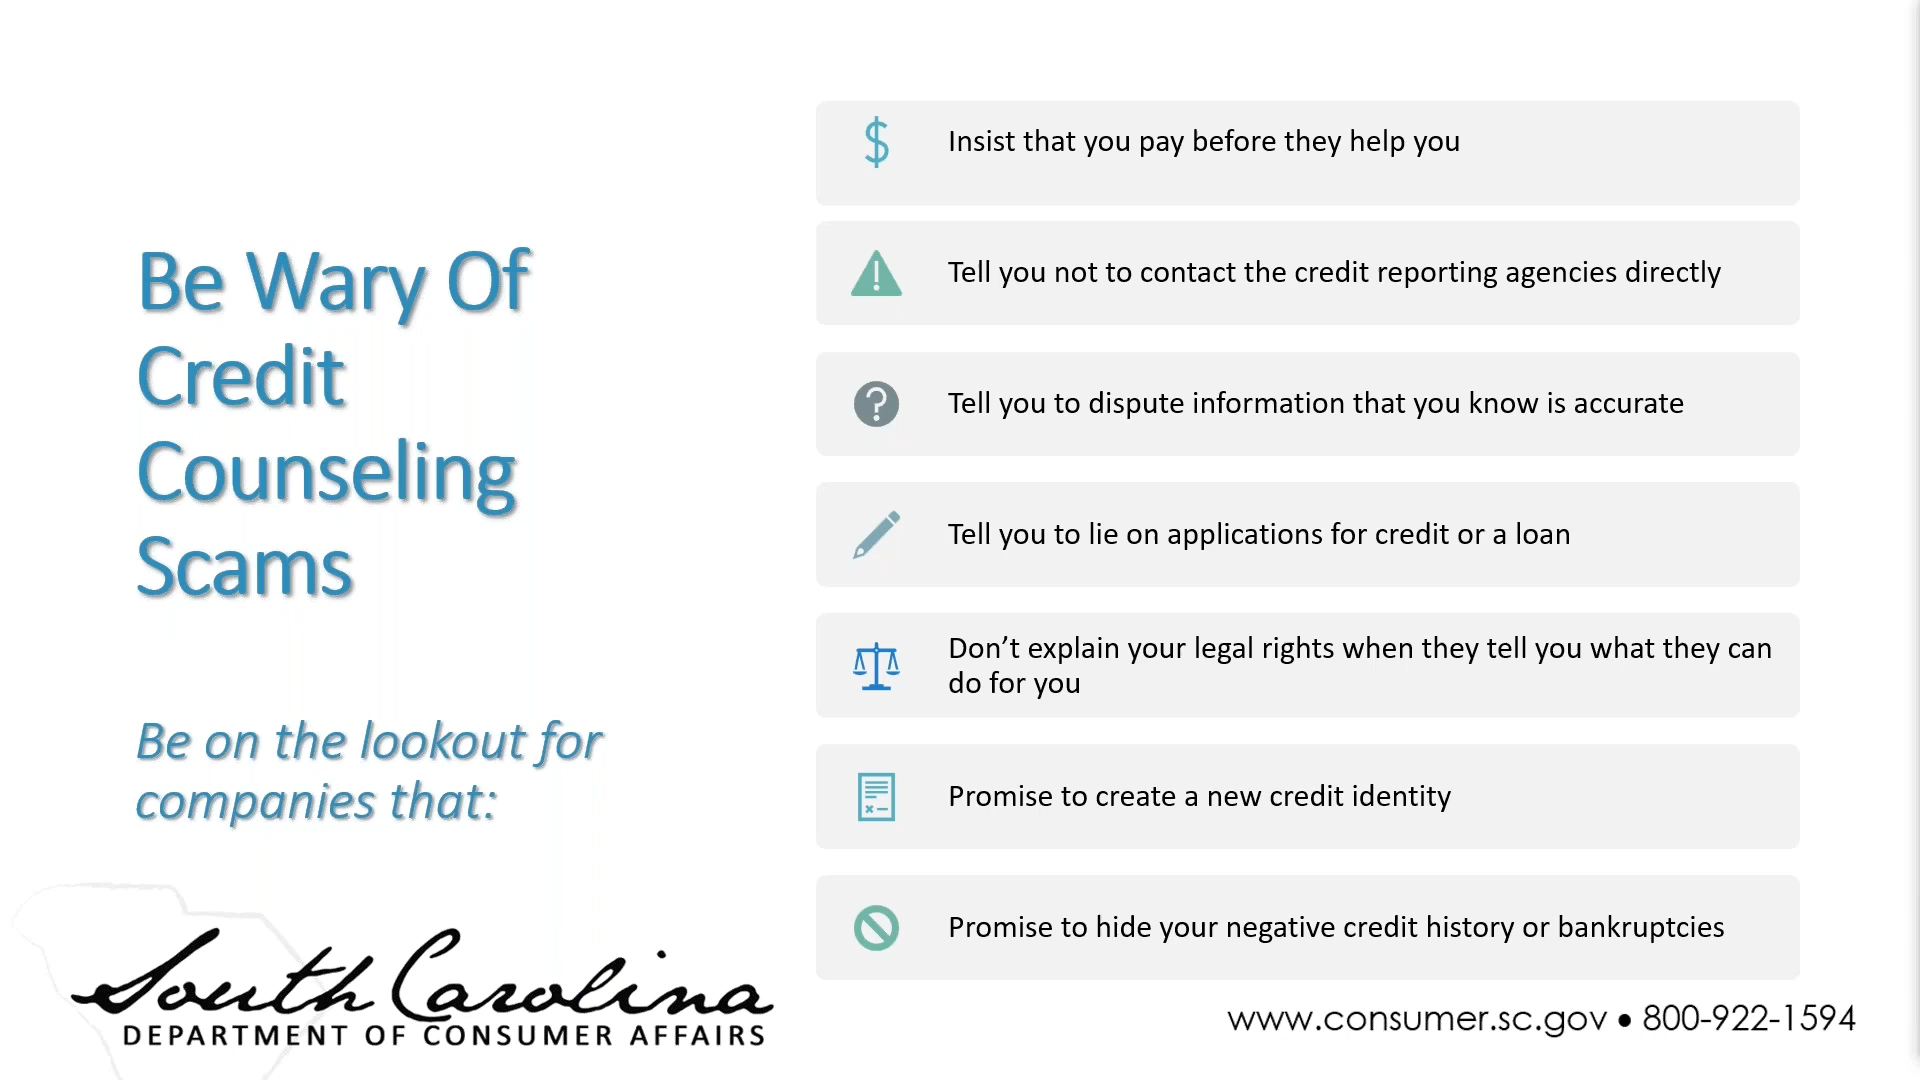 Be Wary Of
Credit
Counseling
Scams
Be on the lookout for
companies that:
Insist that you pay before they help you
Tell you not to contact the credit reporting agencies directly
Tell you to dispute information that you know is accurate
Tell you to lie on applications for credit or a loan
Don’t explain your legal rights when they tell you what they can
do for you
Promise to create a new credit identity
Promise to hide your negative credit history or bankruptcies
South Carolina
DEPARTMENT OF CONSUMER AFFAIRS
www.consumer.sc.gov • 800-922-1594